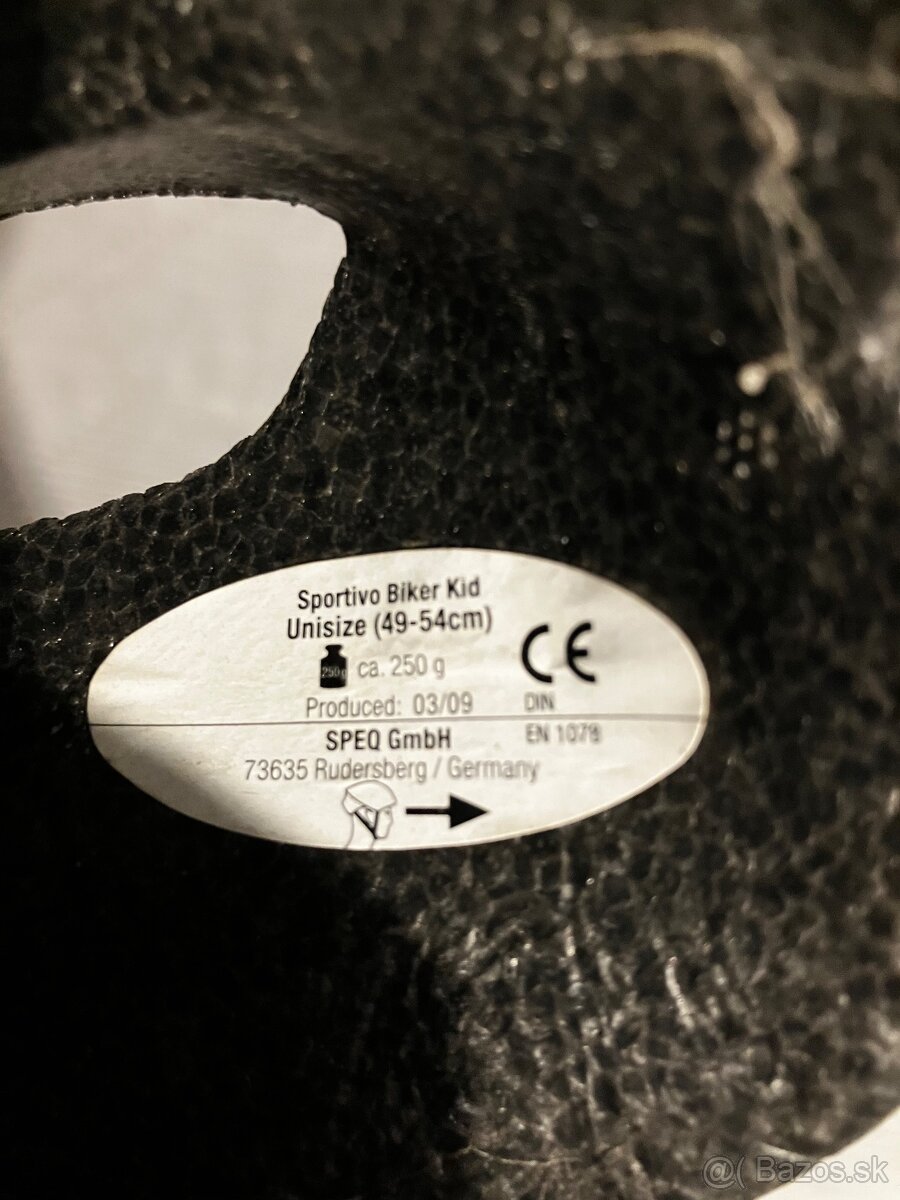 Sportivo Biker Kid
Unisize (49-54cm)
250g ca. 250 g
CE
Produced: 03/09
DIN
SPEQ GmbH
EN 1078
73635 Rudersberg / Germany
@( Bazos.sk